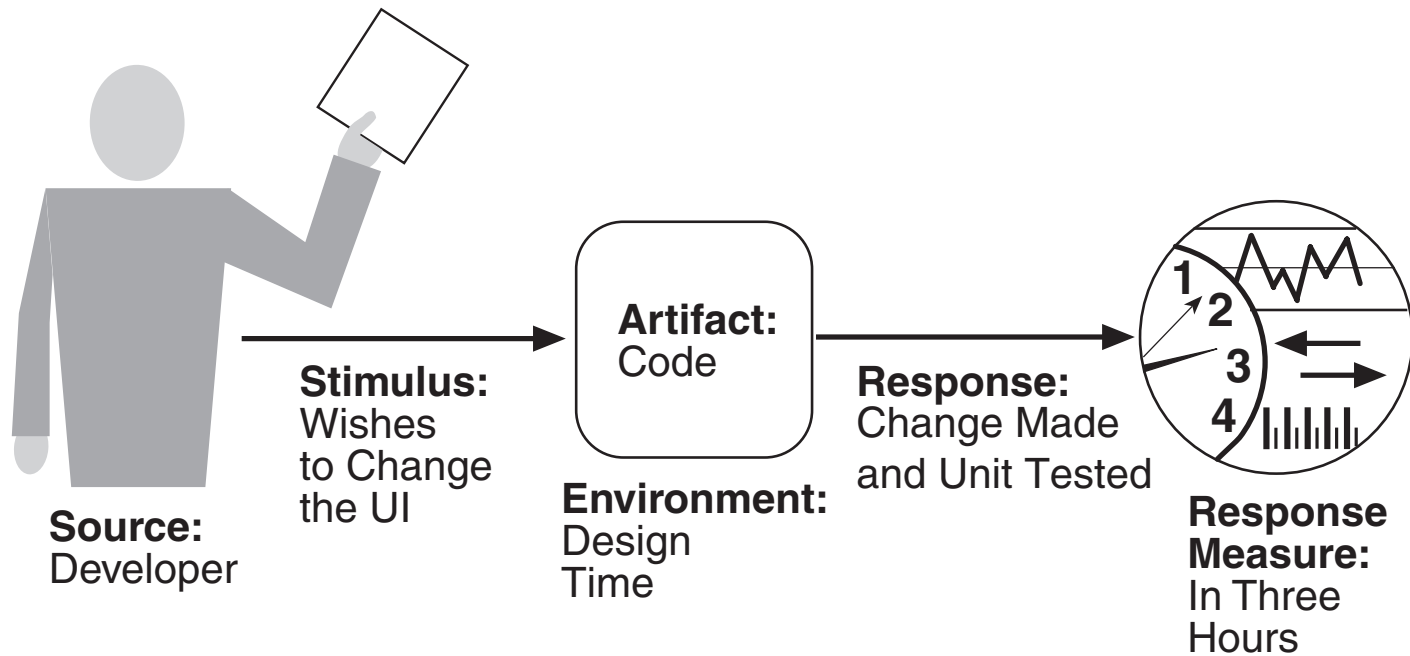 Source:
Developer
Stimulus:
Wishes
to Change
the UI
Artifact:
Code
Environment:
Design
Time
Response:
Change Made
and Unit Tested
1
2
3
4
Response
Measure:
In Three
Hours